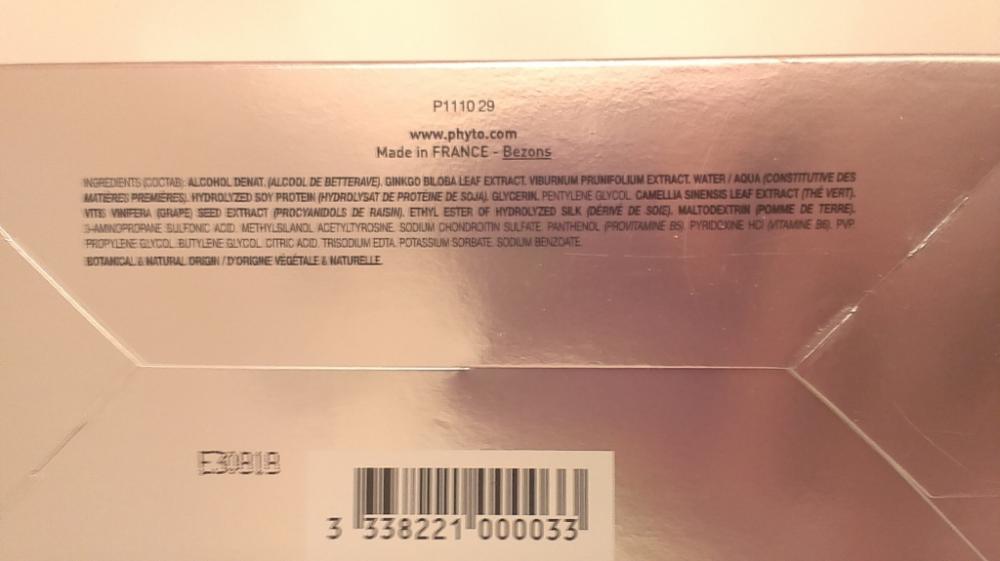 P1110 29
www.phyto.com
Made in FRANCE - Bezons
INGREDIENTS (COCTAB): ALCOHOL DENAT. (ALCOOL DE BETTERAVE). GINKGO BILOBA LEAF EXTRACT. VIBURNUM PRUNIFOLIUM EXTRACT. WATER / AQUA (CONSTITUTIVE DES
MATIÈRES PREMIÈRES). HYDROLYZED SOY PROTEIN (HYDROLYSAT DE PROTÉINE DE SOJA). GLYCERIN. PENTYLENE GLYCOL. CAMELLIA SINENSIS LEAF EXTRACT (THÉ VERT).
VITIS VINIFERA (GRAPE) SEED EXTRACT (PROCYANIDOLS DE RAISIN). ETHYL ESTER OF HYDROLYZED SILK (DÉRIVÉ DE SOIE). MALTODEXTRIN (POMME DE TERRE).
3-AMINOPROPANE SULFONIC ACID. METHYLSILANOL ACETYLTYROSINE. SODIUM CHONDROITIN SULFATE. PANTHENOL (PROVITAMINE B5). PYRIDOXINE HCl (VITAMINE B6). PVP.
PROPYLENE GLYCOL. BUTYLENE GLYCOL. CITRIC ACID. TRISODIUM EDTA. POTASSIUM SORBATE. SODIUM BENZOATE.
BOTANICAL & NATURAL ORIGIN / D'ORIGINE VÉGÉTALE & NATURELLE.
E30818
3 338221 000033